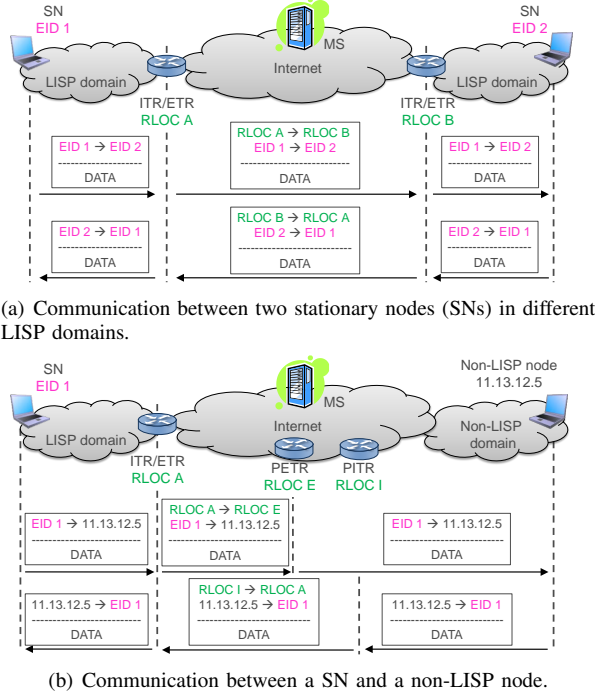 SN
EID 1
MS
SN
EID 2
LISP domain
Internet
LISP domain
ITR/ETR
RLOC A
ITR/ETR
RLOC B
EID 1 → EID 2
----------------------
DATA
RLOC A → RLOC B
EID 1 → EID 2
------------------------------
DATA
EID 1 → EID 2
----------------------
DATA
EID 2 → EID 1
----------------------
DATA
RLOC B → RLOC A
EID 2 → EID 1
------------------------------
DATA
EID 2 → EID 1
----------------------
DATA
(a) Communication between two stationary nodes (SNs) in different
LISP domains.
SN
EID 1
MS
Non-LISP node
11.13.12.5
LISP domain
Internet
Non-LISP
domain
ITR/ETR
RLOC A
PETR
RLOC E
PITR
RLOC I
EID 1 → 11.13.12.5
----------------------
DATA
RLOC A → RLOC E
EID 1 → 11.13.12.5
----------------------
DATA
EID 1 → 11.13.12.5
----------------------
DATA
11.13.12.5 → EID 1
----------------------
DATA
RLOC I → RLOC A
11.13.12.5 → EID 1
----------------------
DATA
11.13.12.5 → EID 1
----------------------
DATA
(b) Communication between a SN and a non-LISP node.